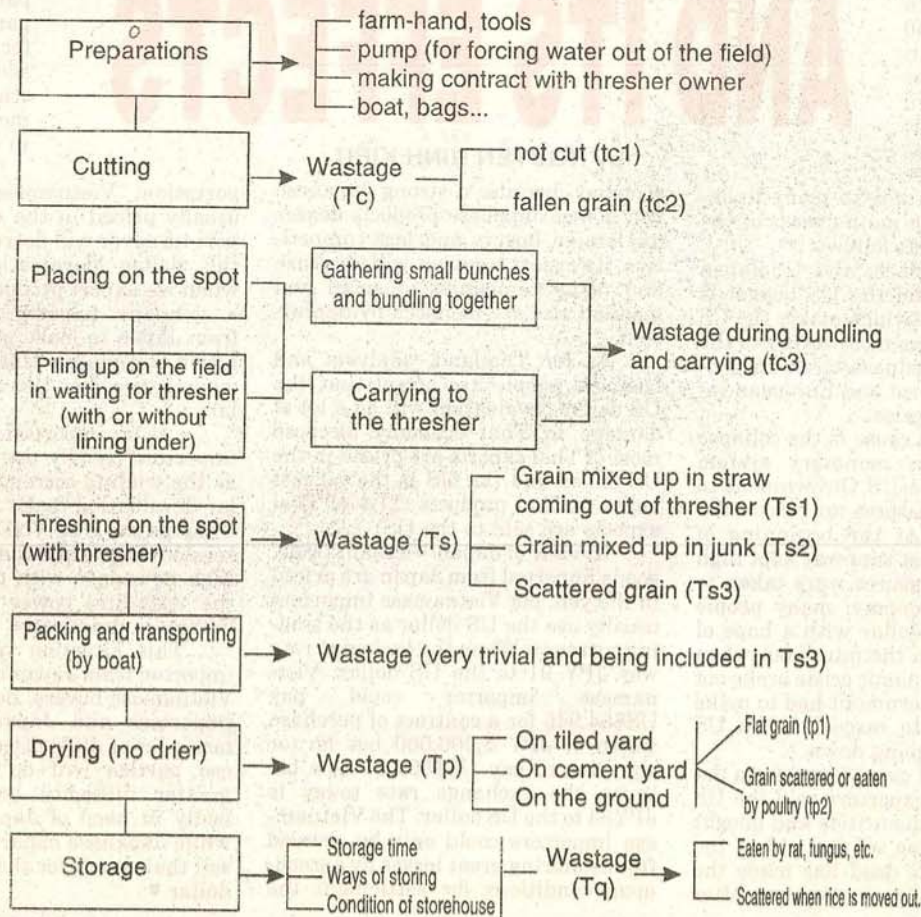 Preparations
farm-hand, tools
pump (for forcing water out of the field)
making contract with thresher owner
boat, bags...
Cutting
Wastage
(Tc)
not cut (tc1)
fallen grain (tc2)
Placing on the spot
Gathering small bunches
and bundling together
Piling up on the field
in waiting for thresher
(with or without
lining under)
Carrying to
the thresher
Wastage during bundling
and carrying (tc3)
Threshing on the spot
(with thresher)
Wastage (Ts)
Grain mixed up in straw
coming out of thresher (Ts1)
Grain mixed up in junk (Ts2)
Scattered grain (Ts3)
Packing and transporting
(by boat)
Wastage (very trivial and being included in Ts3)
Drying (no drier)
Wastage (Tp)
On tiled yard
On cement yard
On the ground
Flat grain (tp1)
Grain scattered or eaten
by poultry (tp2)
Storage
Storage time
Ways of storing
Condition of storehouse
Wastage
(Tq)
Eaten by rat, fungus, etc.
Scattered when rice is moved out.